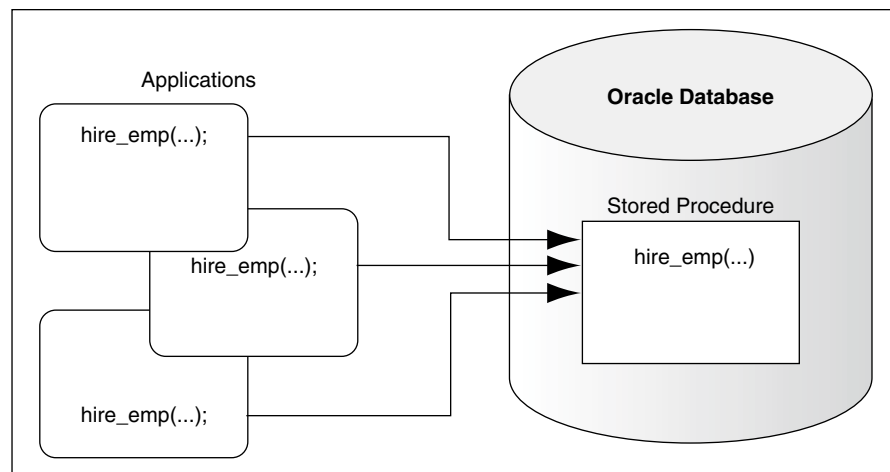 Applications
hire_emp(...);
hire_emp(...);
hire_emp(...);
Oracle Database
Stored Procedure
hire_emp(...)